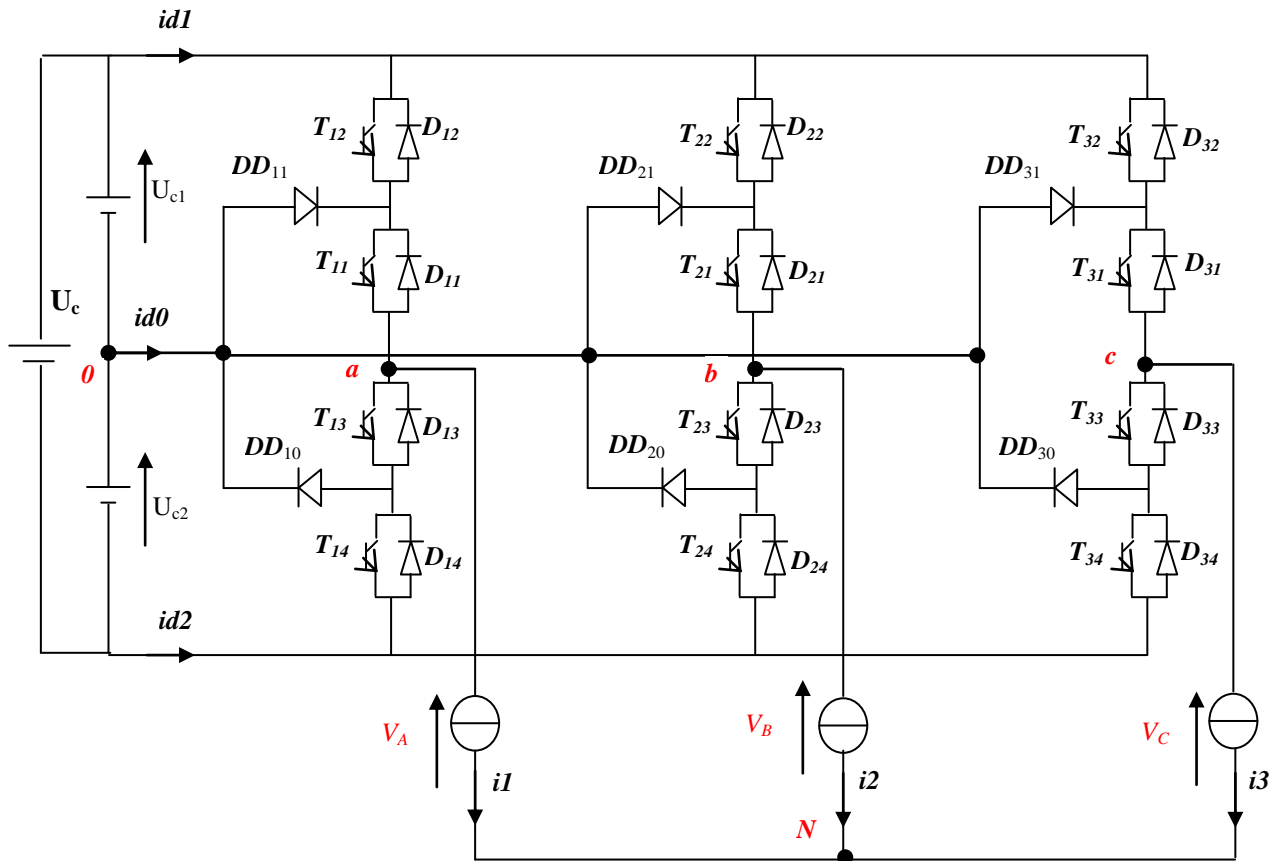 id1
T12 D12 T22 D22 T32 D32
DD11 DD21 DD31
Uc1
T11 D11 T21 D21 T31 D31
Uc
id0
0 a b c
T13 D13 T23 D23 T33 D33
DD10 DD20 DD30
Uc2
T14 D14 T24 D24 T34 D34
id2
VA VB VC
i1 i2 i3
N